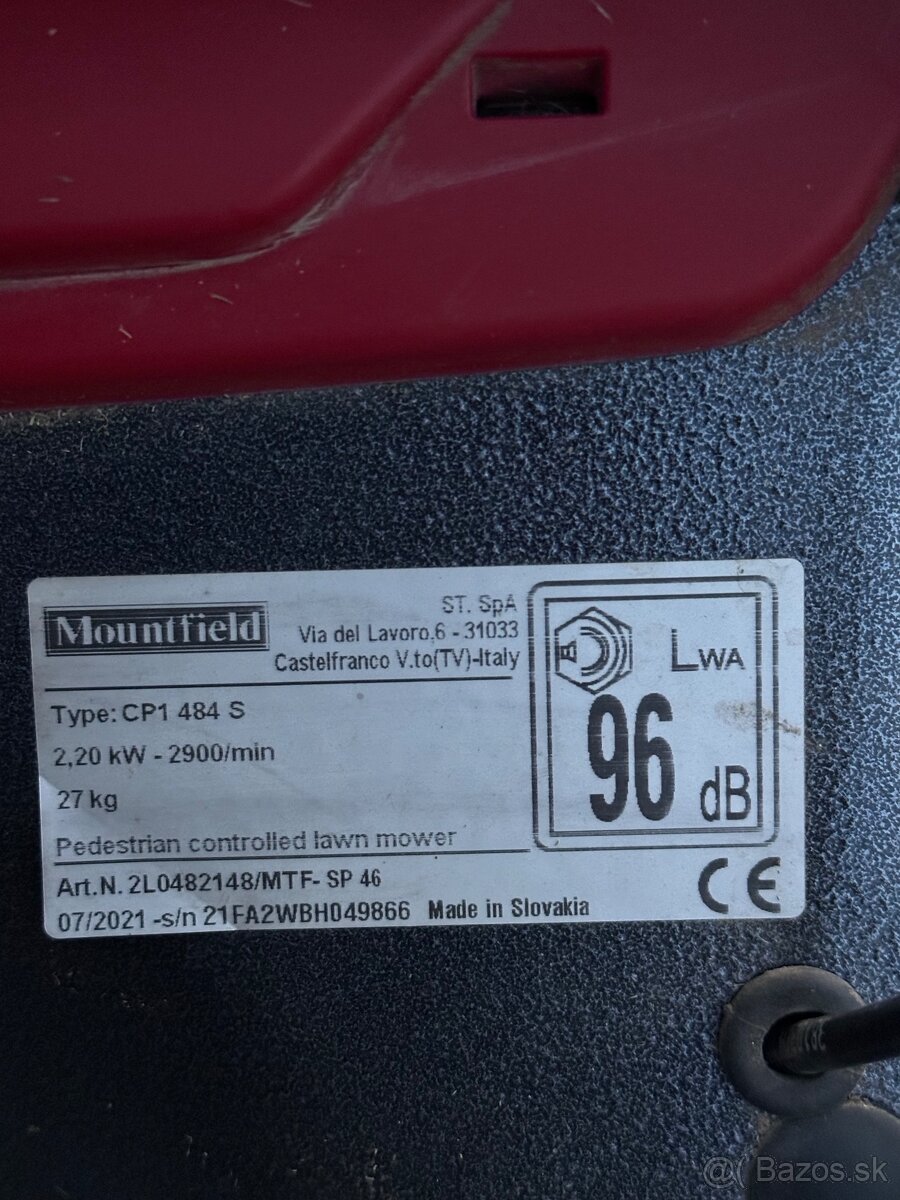 Mountfield
ST. SpA
Via del Lavoro,6 - 31033
Castelfranco V.to(TV)-Italy
Type: CP1 484 S
2,20 kW - 2900/min
27 kg
Pedestrian controlled lawn mower
Art.N. 2L0482148/MTF- SP 46
07/2021 -s/n 21FA2WBH049866 Made in Slovakia
LWA
96
dB
CE
@( Bazos.sk